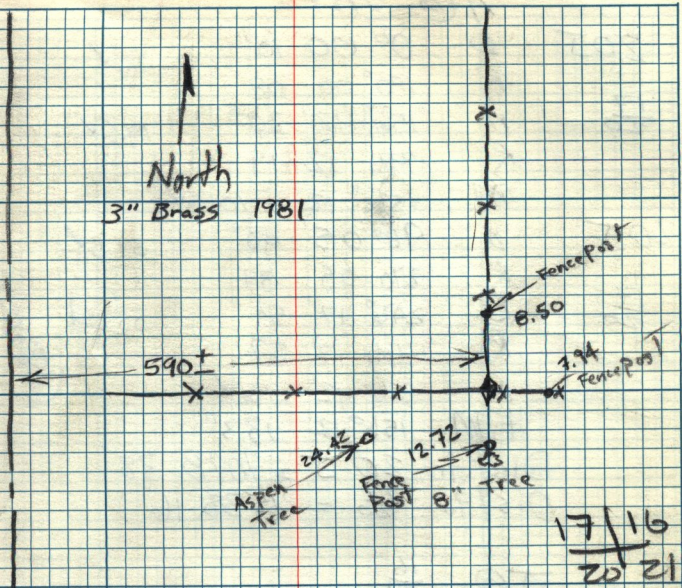 North
3" Brass 1981
Fence Post
8.50
590±
7.94
Fence Post
24.42
Aspen
Tree
12.72
Fence
Post
8" Tree
17 16
20 21